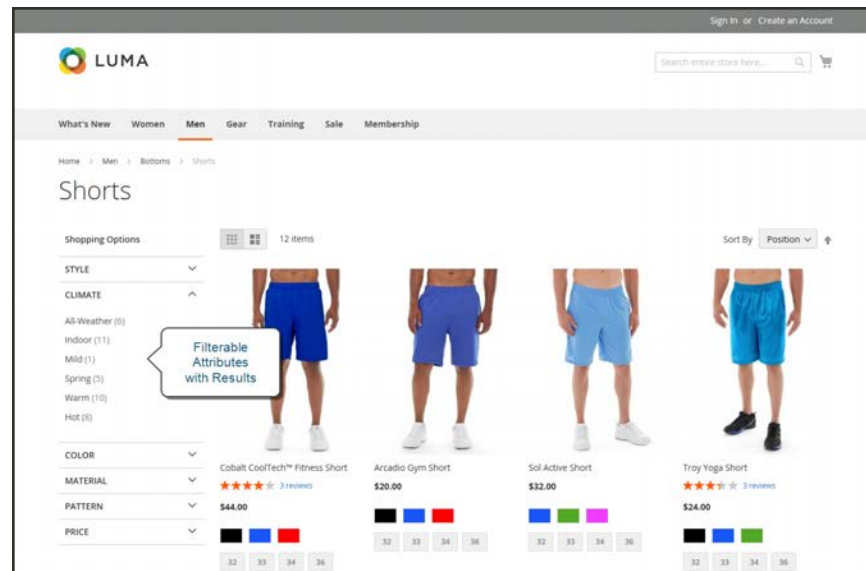 Sign In or Create an Account
LUMA
Search entire store here...
What's New Women Men Gear Training Sale Membership
Home > Men > Bottoms > Shorts
Shorts
Shopping Options
12 items
Sort By Position
STYLE
CLIMATE
All-Weather (6)
Indoor (11)
Mild (1)
Spring (5)
Warm (10)
Hot (8)
Filterable
Attributes
with Results
COLOR
MATERIAL
PATTERN
PRICE
Cobalt CoolTech™ Fitness Short
3 reviews
$44.00
32 33 34 36
Arcadio Gym Short
$20.00
32 33 34 36
Sol Active Short
$32.00
32 33 34 36
Troy Yoga Short
3 reviews
$24.00
32 33 34 36